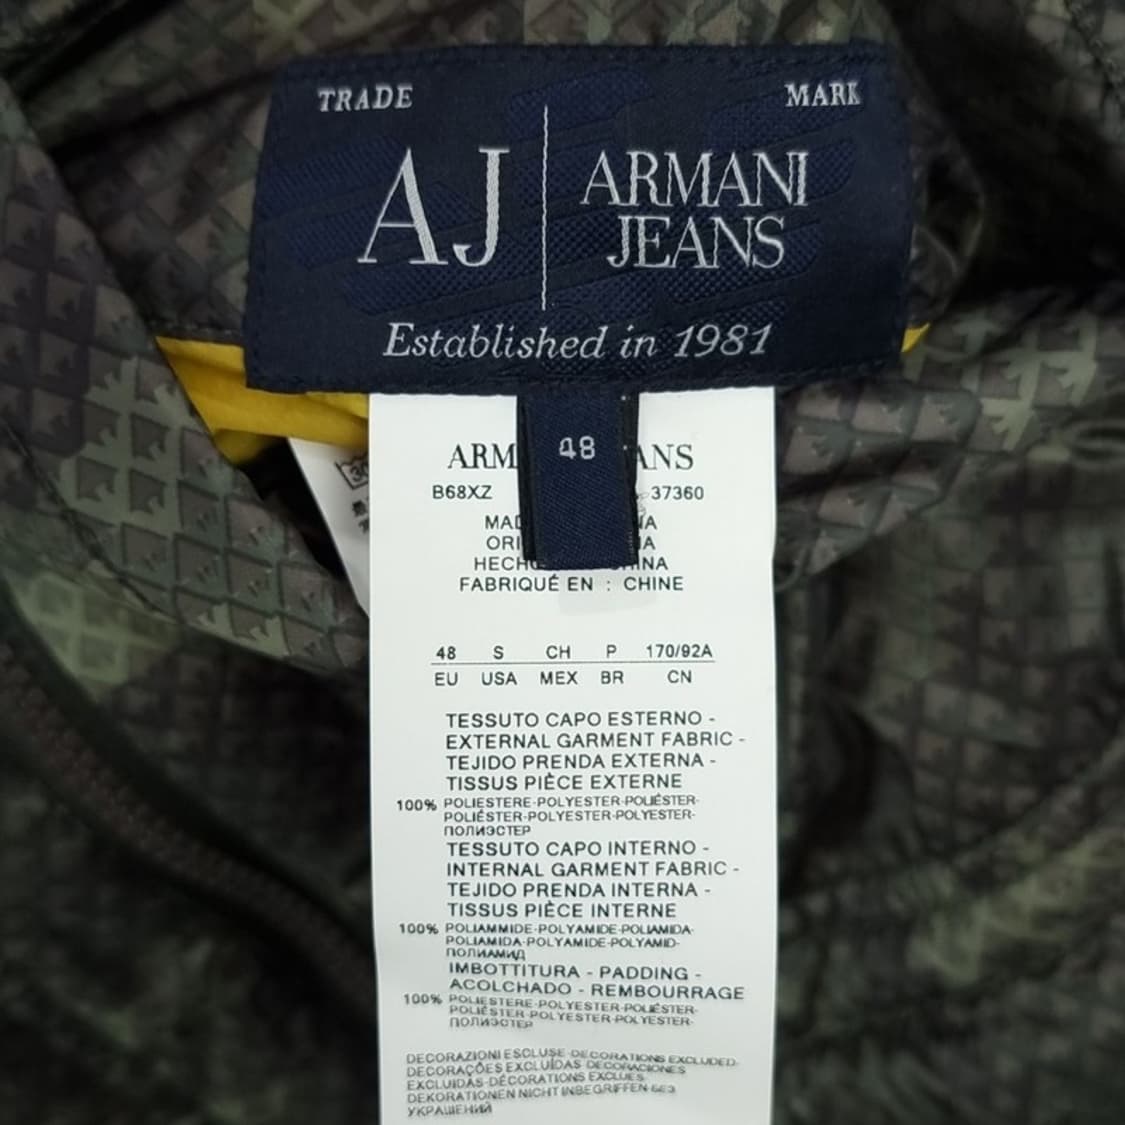 TRADE MARK
AJ ARMANI
JEANS
Established in 1981
48
ARM ANS
B68XZ 37360
FABRIQUÉ EN : CHINE
48 S CH P 170/92A
EU USA MEX BR CN
TESSUTO CAPO ESTERNO -
EXTERNAL GARMENT FABRIC -
TEJIDO PRENDA EXTERNA -
TISSUS PIÈCE EXTERNE
100% POLIESTERE-POLYESTER-POLIÉSTER-
POLIÉSTER-POLYESTER-POLYESTER-
ПОЛИЭСТЕР
TESSUTO CAPO INTERNO -
INTERNAL GARMENT FABRIC -
TEJIDO PRENDA INTERNA -
TISSUS PIÈCE INTERNE
100% POLIAMMIDE-POLYAMIDE-POLIAMIDA-
POLIAMIDA-POLYAMIDE-POLYAMID-
ПОЛИАМИД
IMBOTTITURA - PADDING -
ACOLCHADO - REMBOURRAGE
100% POLIESTERE-POLYESTER-POLIÉSTER-
POLIÉSTER-POLYESTER-POLYESTER-
ПОЛИЭСТЕР
DECORAZIONI ESCLUSE-DECORATIONS EXCLUDED-
DECORAÇÕES EXCLUÍDAS-DECORACIONES
EXCLUIDAS-DÉCORATIONS EXCLUES-
DEKORATIONEN NICHT INBEGRIFFEN-БЕЗ
УКРАШЕНИЙ